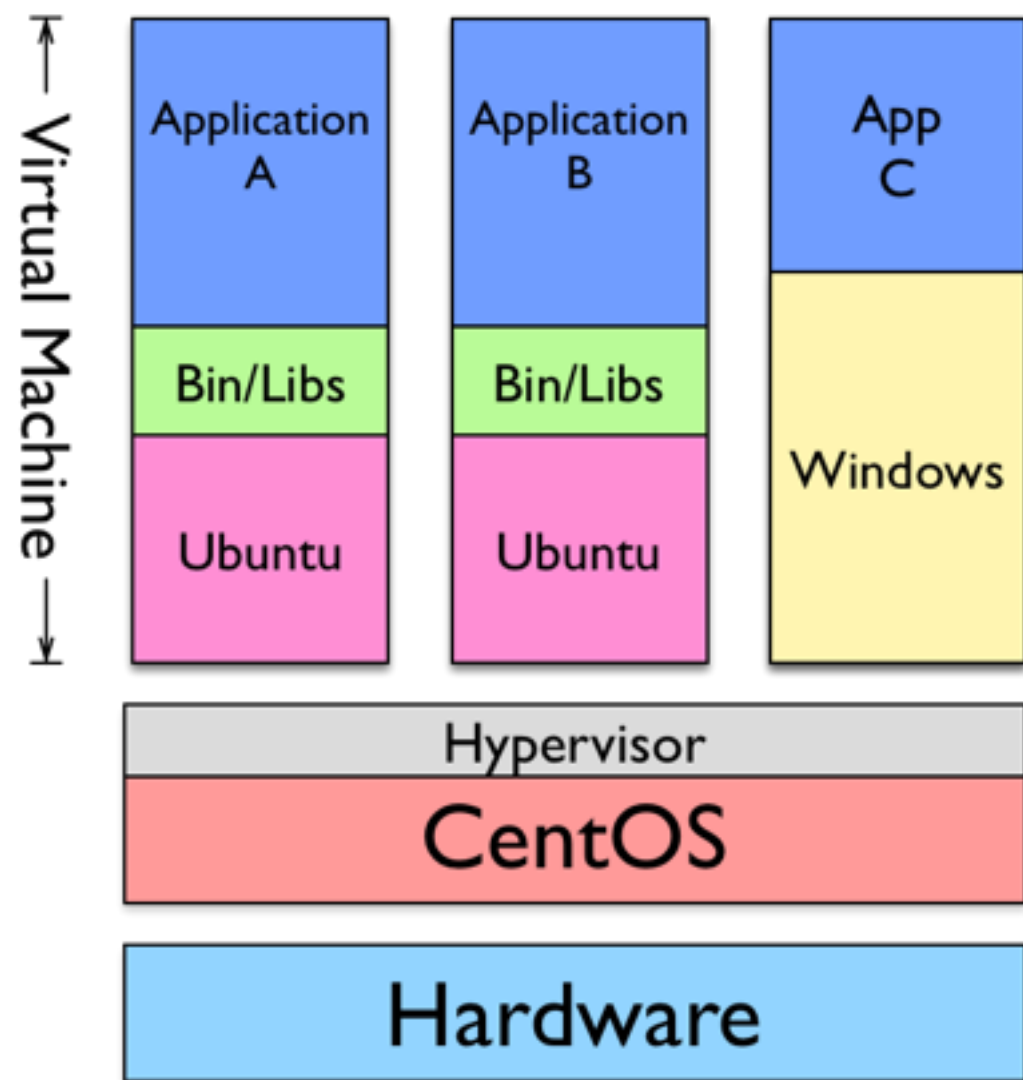 Virtual Machine
Application
A
Application
B
App
C
Bin/Libs
Bin/Libs
Windows
Ubuntu
Ubuntu
Hypervisor
CentOS
Hardware